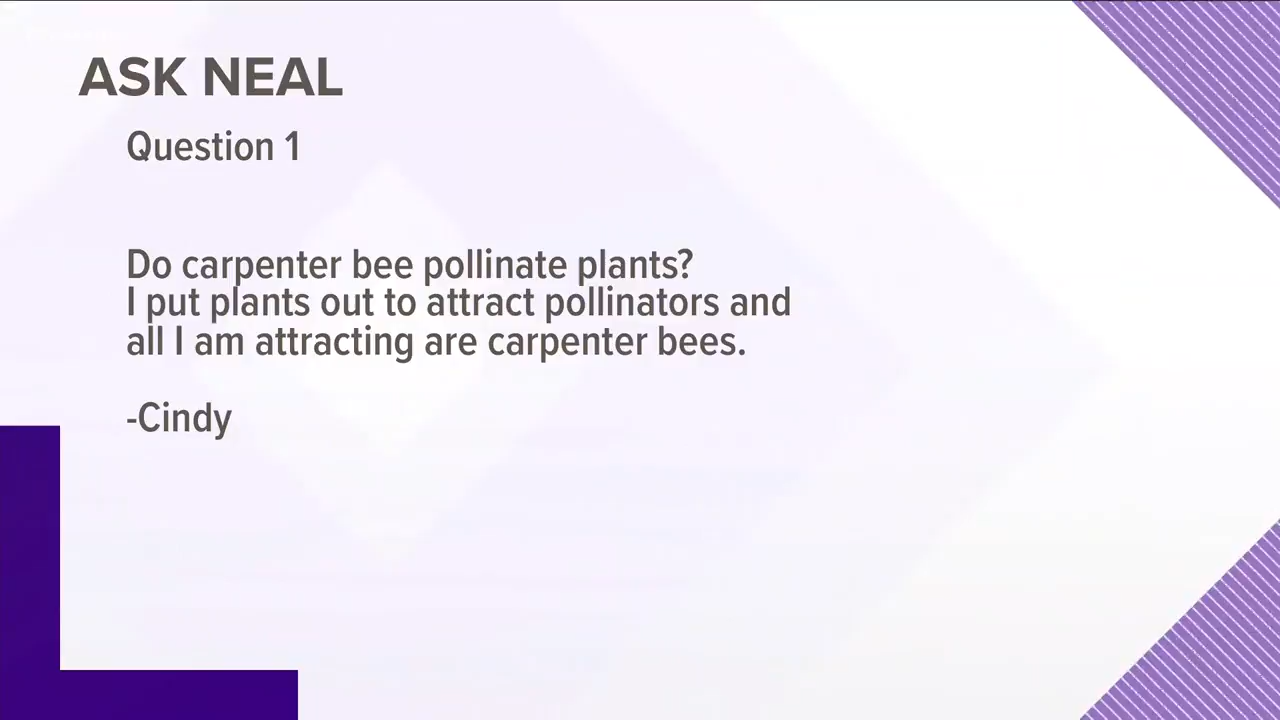 ASK NEAL
Question 1
Do carpenter bee pollinate plants?
I put plants out to attract pollinators and
all I am attracting are carpenter bees.
-Cindy